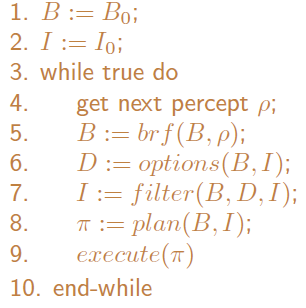 1. B := B₀;
2. I := I₀;
3. while true do
4. get next percept ρ;
5. B := brf(B, ρ);
6. D := options(B, I);
7. I := filter(B, D, I);
8. π := plan(B, I);
9. execute(π)
10. end-while